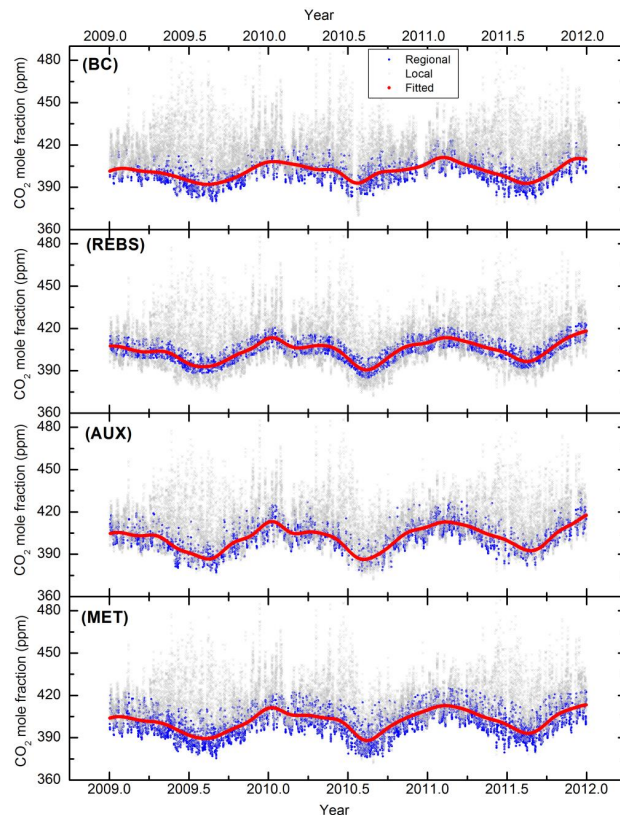 Year
2009.0 2009.5 2010.0 2010.5 2011.0 2011.5 2012.0
Regional
Local
Fitted
(BC)
CO2 mole fraction (ppm)
480
450
420
390
360
(REBS)
CO2 mole fraction (ppm)
480
450
420
390
360
(AUX)
CO2 mole fraction (ppm)
480
450
420
390
360
(MET)
CO2 mole fraction (ppm)
480
450
420
390
360
2009.0 2009.5 2010.0 2010.5 2011.0 2011.5 2012.0
Year